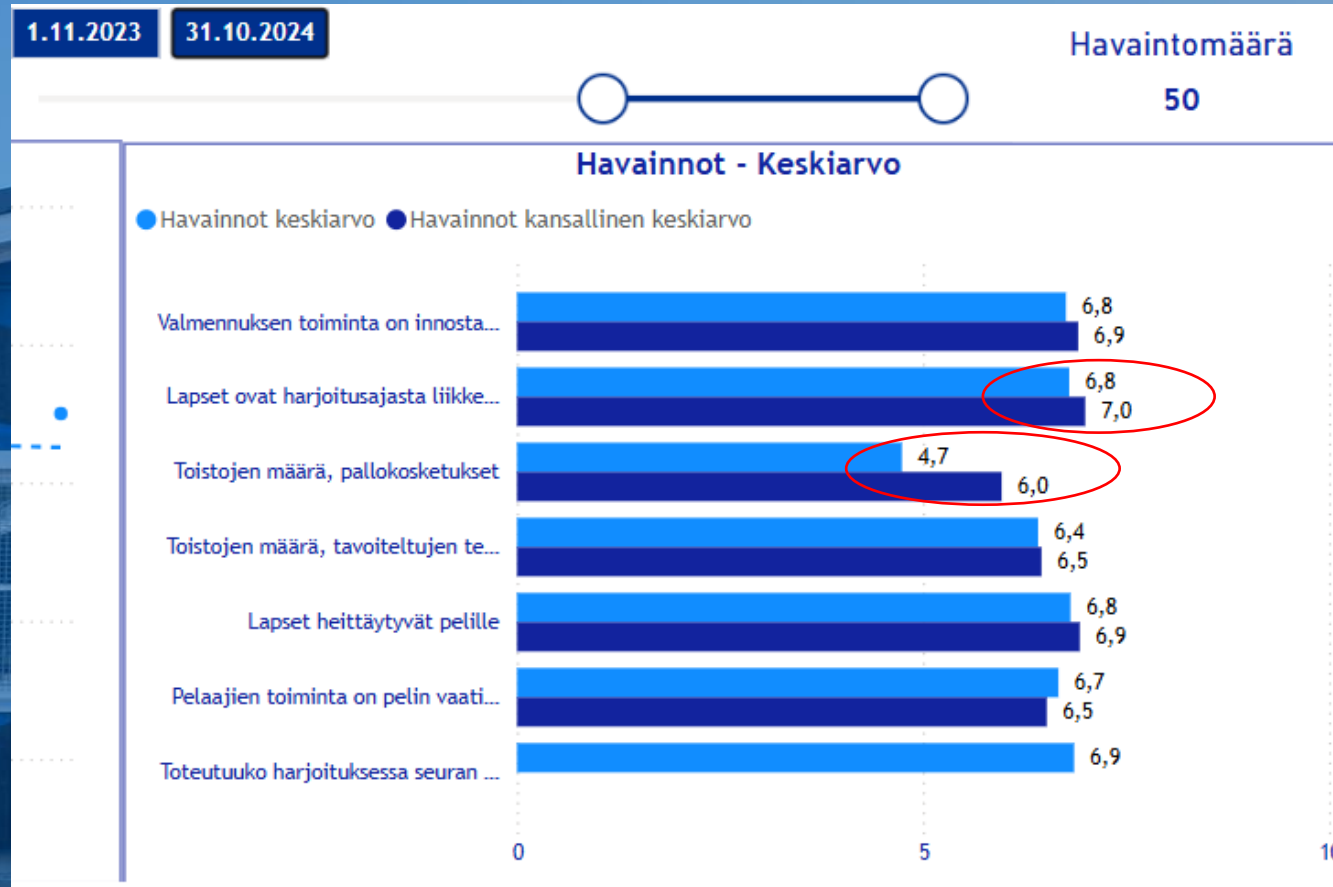 1.11.2023 31.10.2024
Havaintomäärä
50
Havainnot - Keskiarvo
Havainnot keskiarvo Havainnot kansallinen keskiarvo
Valmennuksen toiminta on innosta... 6,8
6,9
Lapset ovat harjoitusajasta liikke... 6,8
7,0
Toistojen määrä, pallokosketukset 4,7
6,0
Toistojen määrä, tavoiteltujen te... 6,4
6,5
Lapset heittäytyvät pelille 6,8
6,9
Pelaajien toiminta on pelin vaati... 6,7
6,5
Toteutuuko harjoituksessa seuran ... 6,9
0 5 10